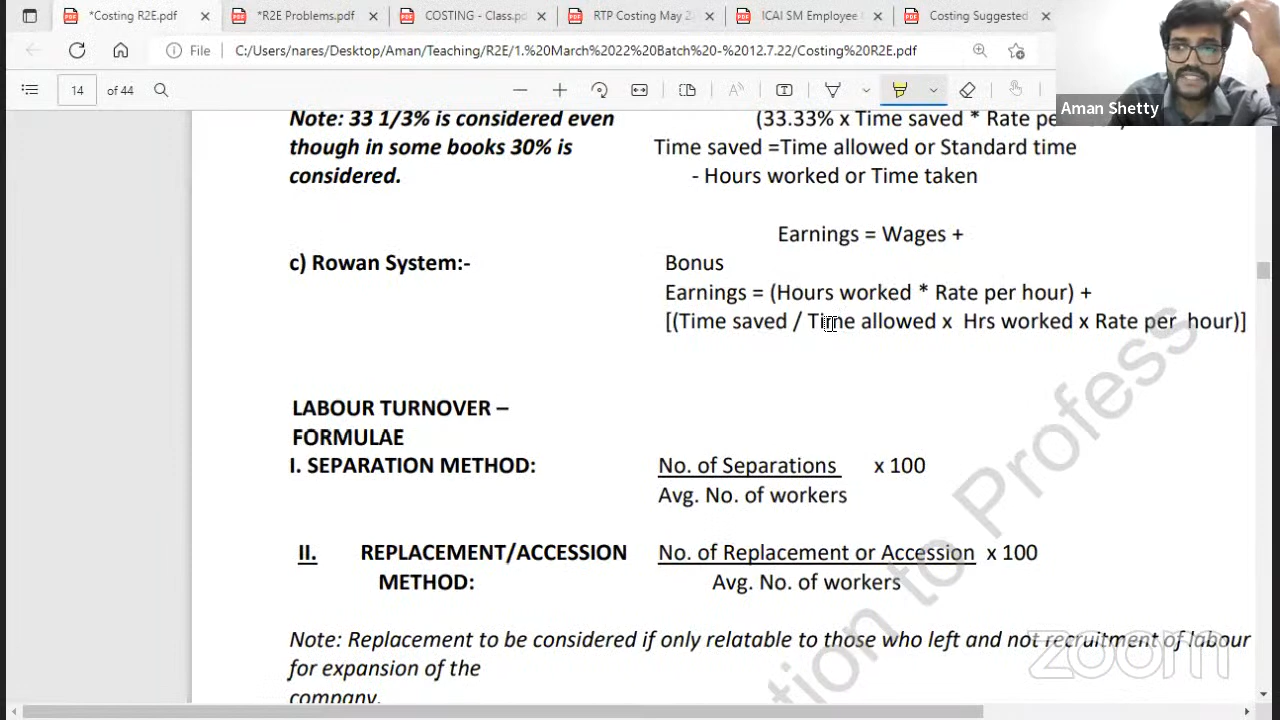 *Costing R2E.pdf
*R2E Problems.pdf
COSTING - Class.pd
RTP Costing May 2
ICAI SM Employee
Costing Suggested
File
C:/Users/nares/Desktop/Aman/Teaching/R2E/1.%20March%2022%20Batch%20-%2012.7.22/Costing%20R2E.pdf
14 of 44
Aman Shetty
Note: 33 1/3% is considered even
though in some books 30% is
considered.
(33.33% x Time saved * Rate pe
Time saved =Time allowed or Standard time
- Hours worked or Time taken
Earnings = Wages +
c) Rowan System:-
Bonus
Earnings = (Hours worked * Rate per hour) +
[(Time saved / Time allowed x Hrs worked x Rate per hour)]
LABOUR TURNOVER –
FORMULAE
I. SEPARATION METHOD:
No. of Separations x 100
Avg. No. of workers
II. REPLACEMENT/ACCESSION
METHOD:
No. of Replacement or Accession x 100
Avg. No. of workers
Note: Replacement to be considered if only relatable to those who left and not recruitment of labour
for expansion of the
company.
tion to Profess
zoom